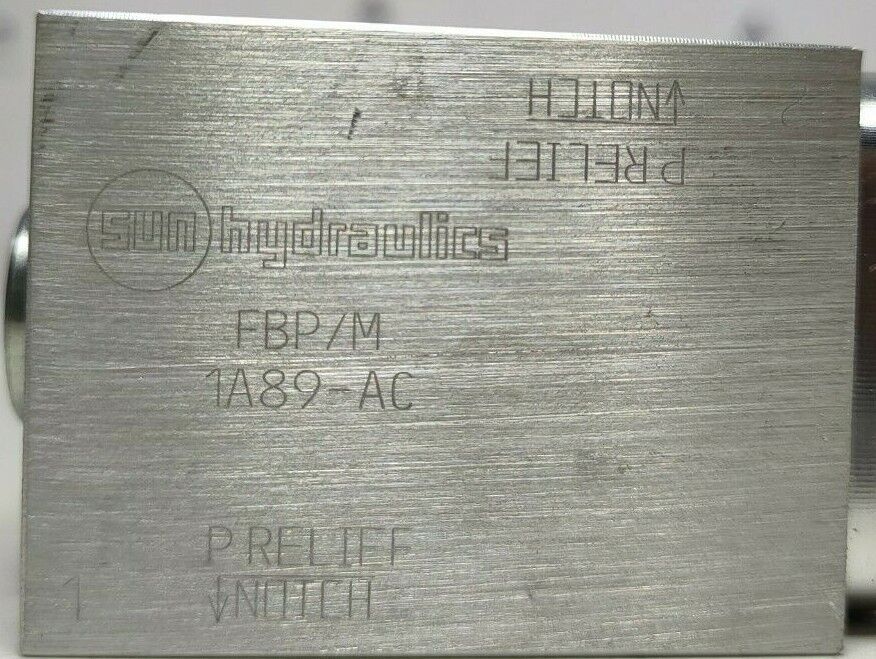 ↓NOTCH
P RELIEF
sun hydraulics
FBP/M
1A89-AC
P RELIEF
1 ↓NOTCH